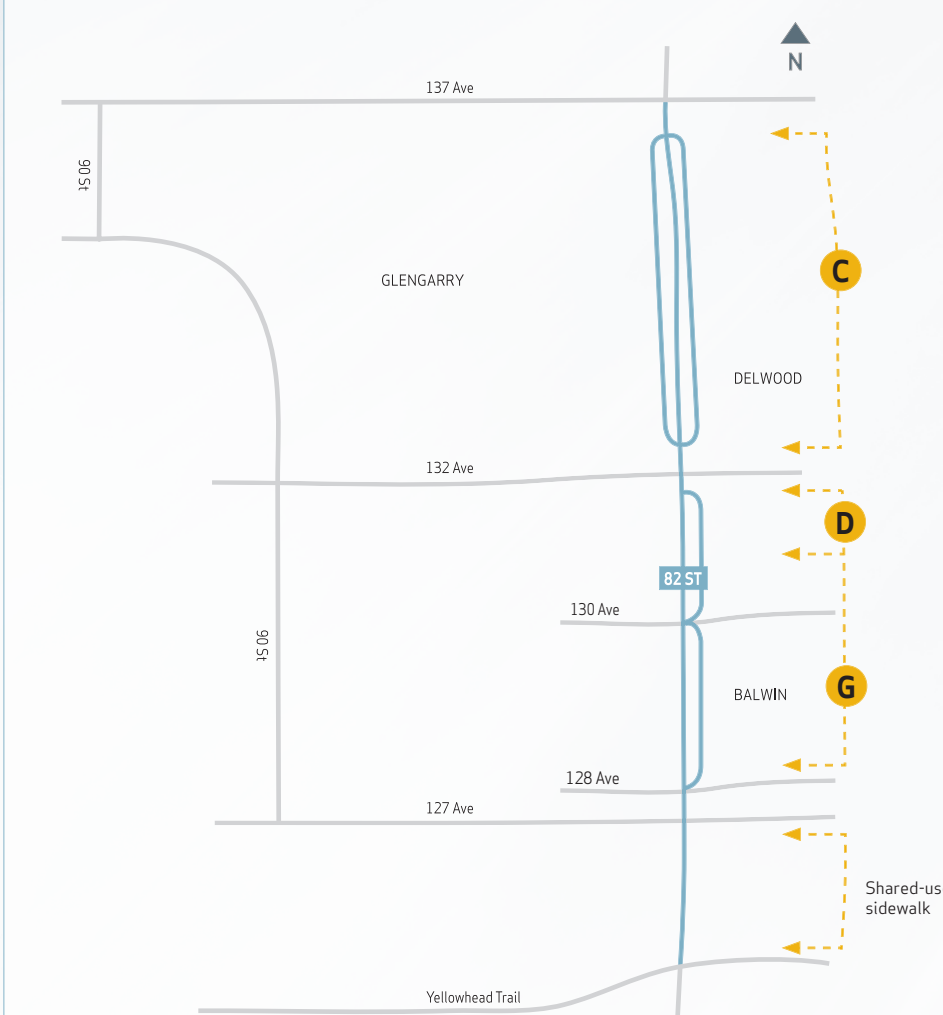 N
137 Ave
90 St
C
GLENGARRY
DELWOOD
132 Ave
D
82 ST
130 Ave
90 St
G
BALWIN
128 Ave
127 Ave
Shared-us
sidewalk
Yellowhead Trail